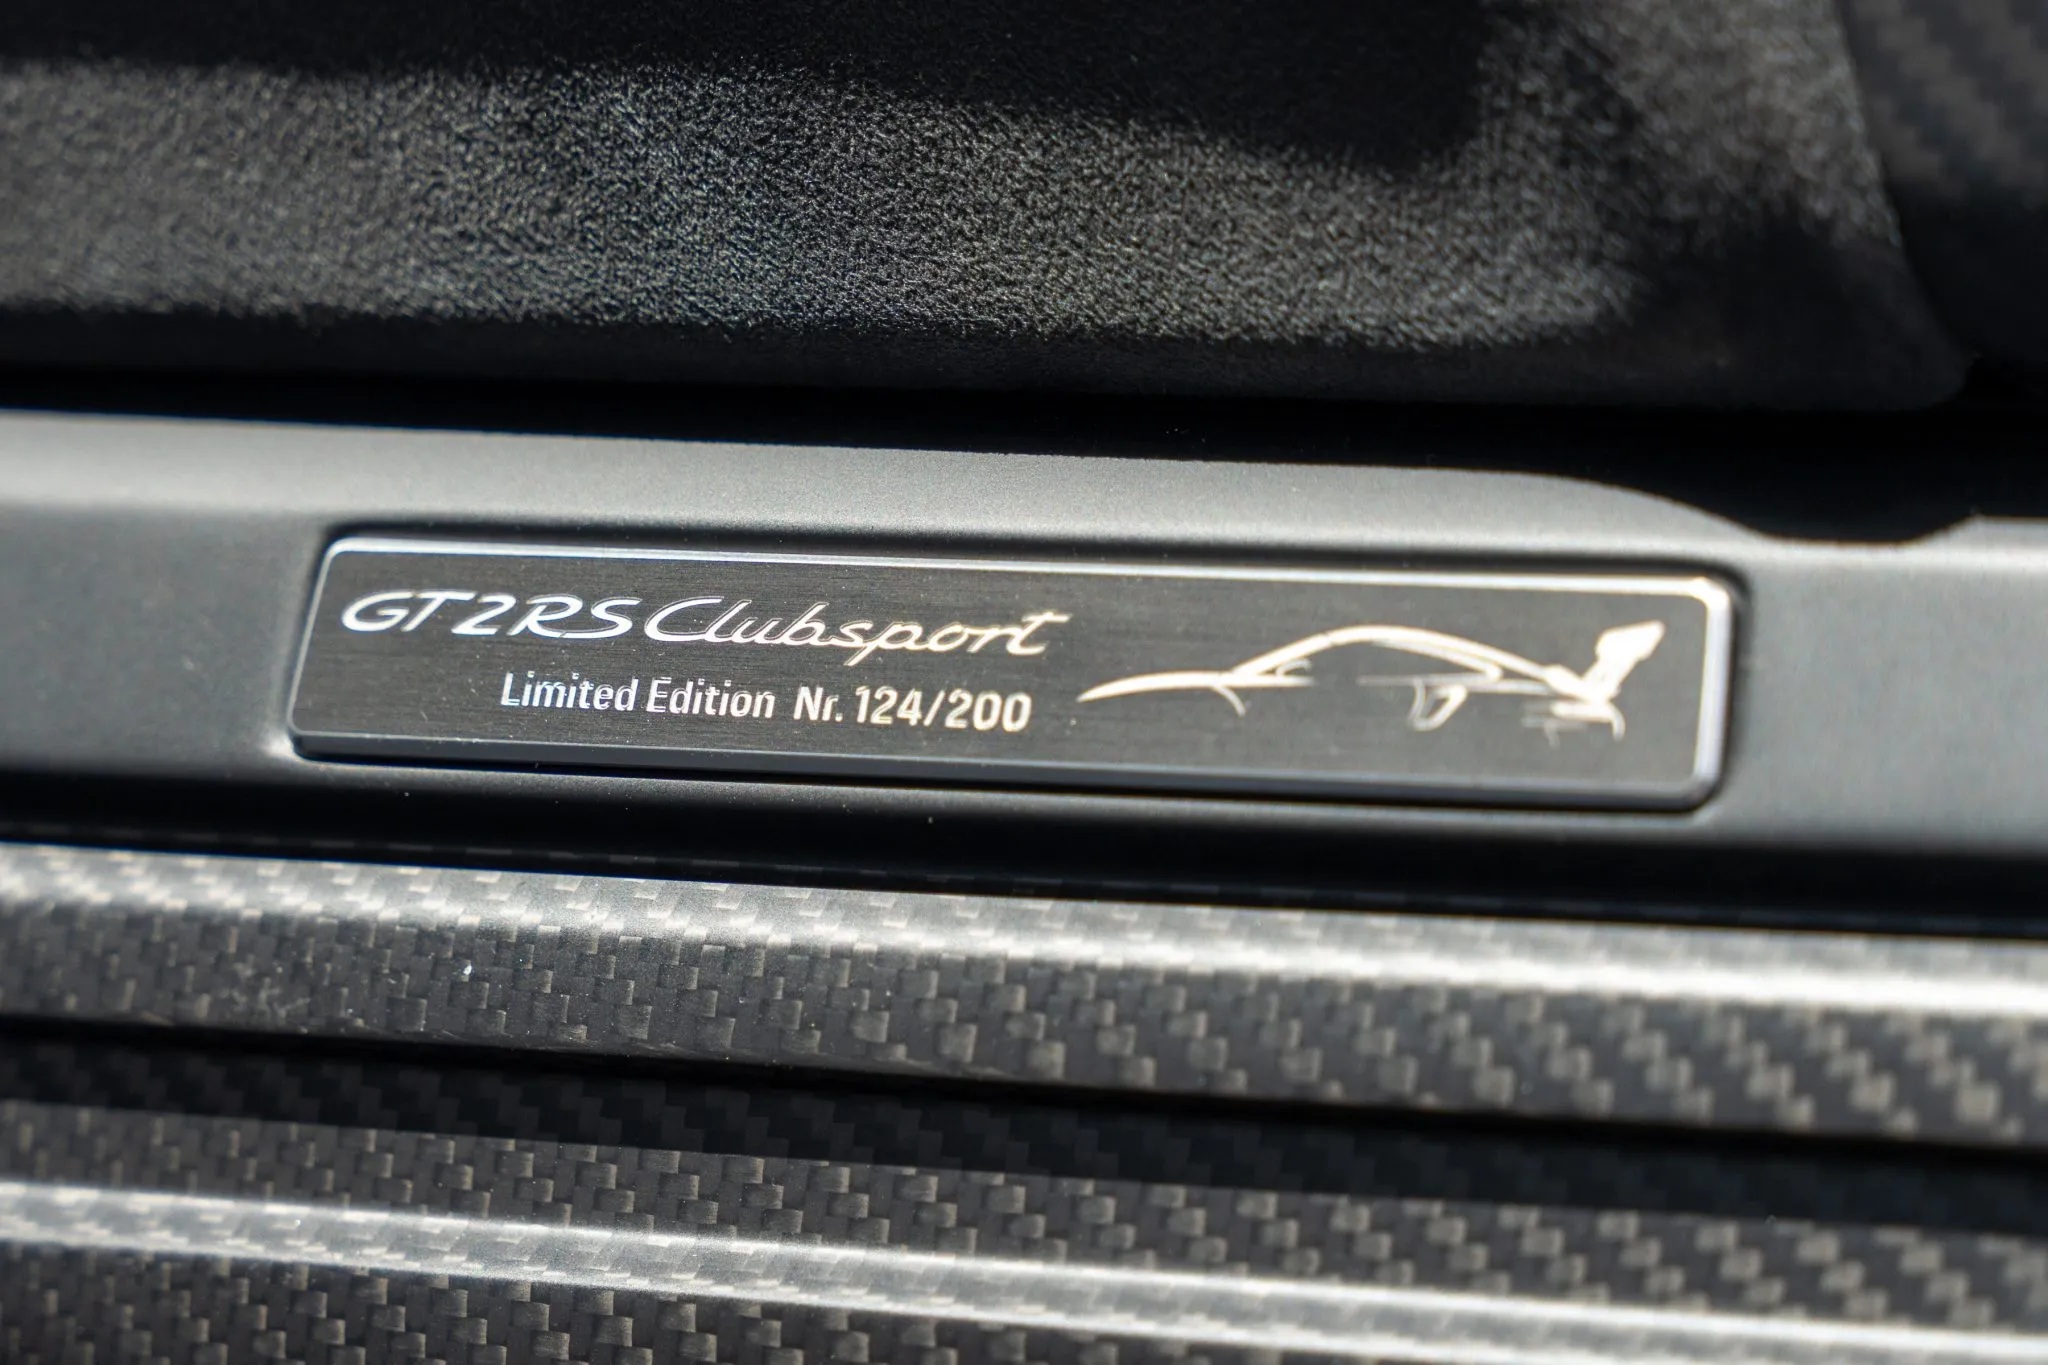 GT2RS Clubsport
Limited Edition Nr. 124/200